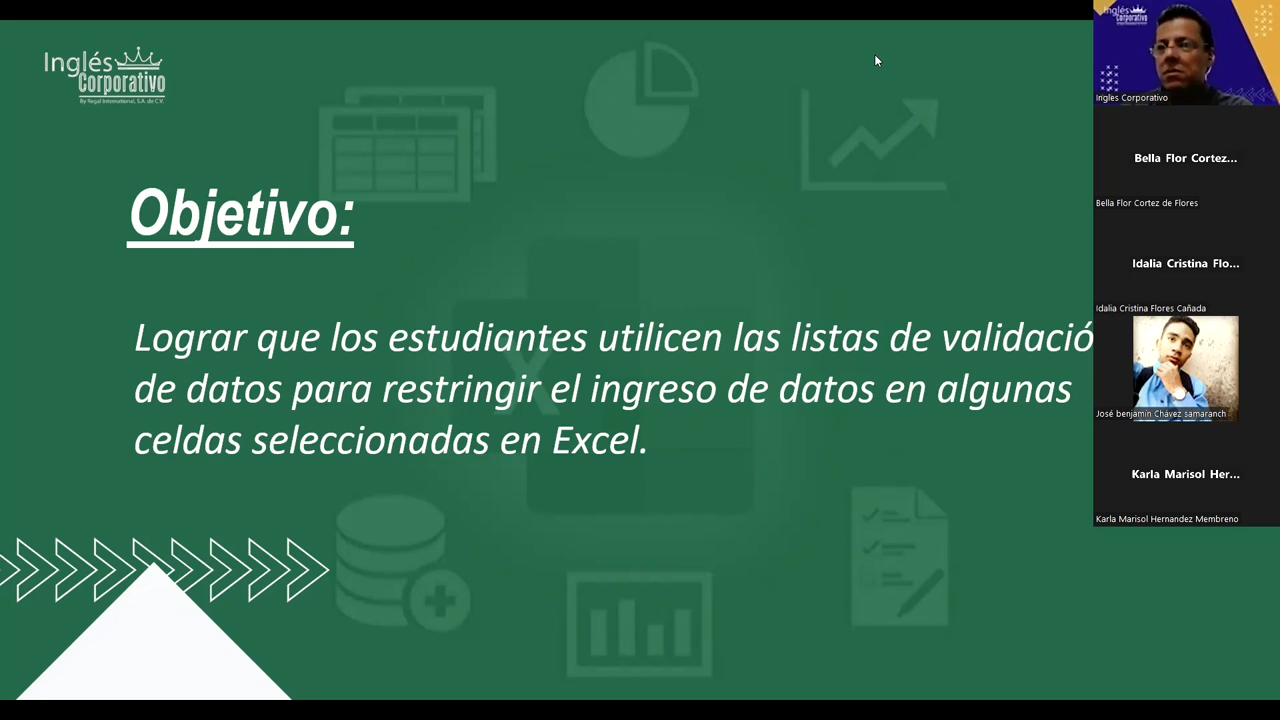 Inglés
Corporativo
By Regal International, S.A. de C.V.
Objetivo:
Lograr que los estudiantes utilicen las listas de validació
de datos para restringir el ingreso de datos en algunas
celdas seleccionadas en Excel.
Inglés
Corporativo
Ingles Corporativo
Bella Flor Cortez...
Bella Flor Cortez de Flores
Idalia Cristina Flo...
Idalia Cristina Flores Cañada
José benjamín Chávez samaranch
Karla Marisol Her...
Karla Marisol Hernandez Membreno